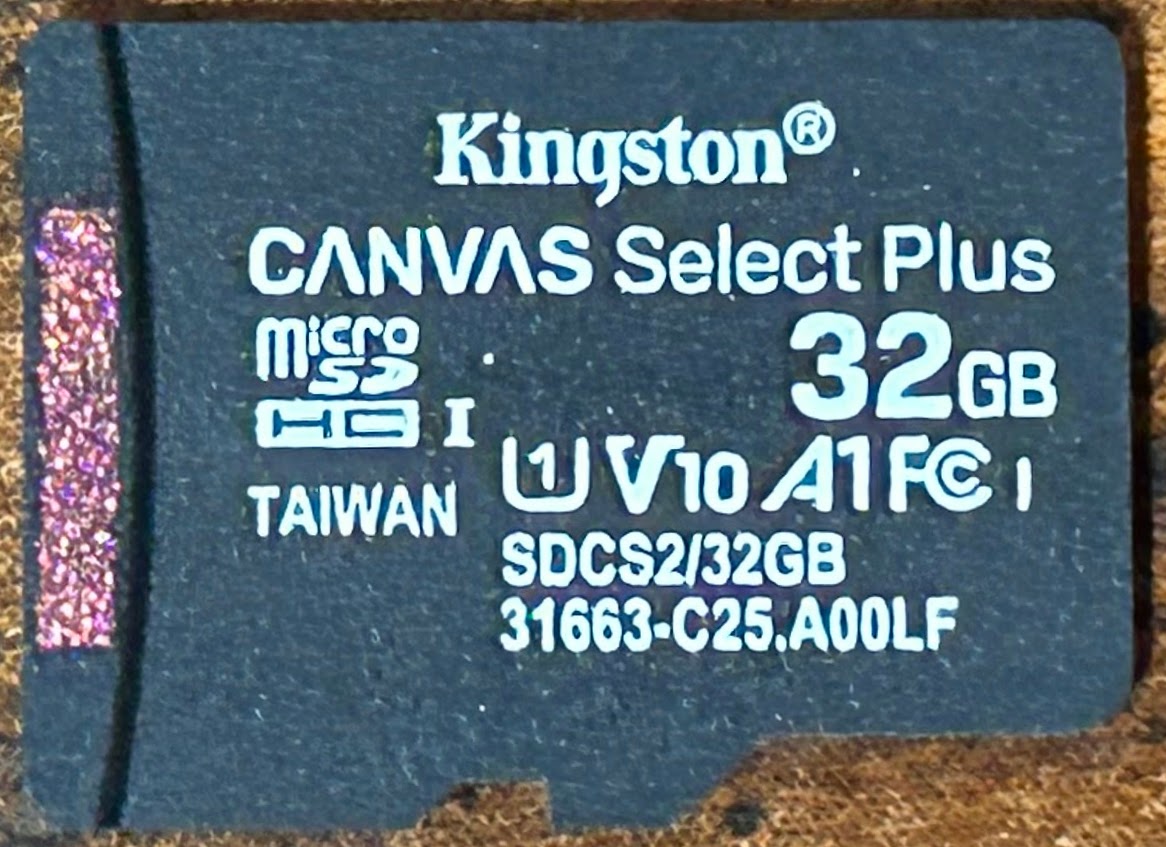 Kingston®
CANVAS Select Plus
micro
SD
HC I
32GB
U1 V10 A1 FC I
TAIWAN
SDCS2/32GB
31663-C25.A00LF